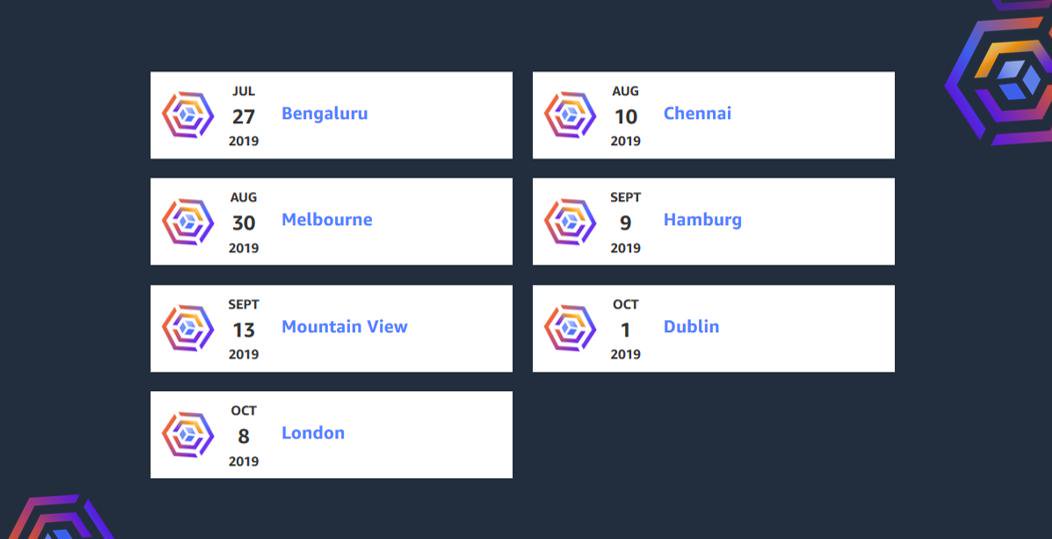 JUL
27
2019
Bengaluru
AUG
10
2019
Chennai
AUG
30
2019
Melbourne
SEPT
9
2019
Hamburg
SEPT
13
2019
Mountain View
OCT
1
2019
Dublin
OCT
8
2019
London